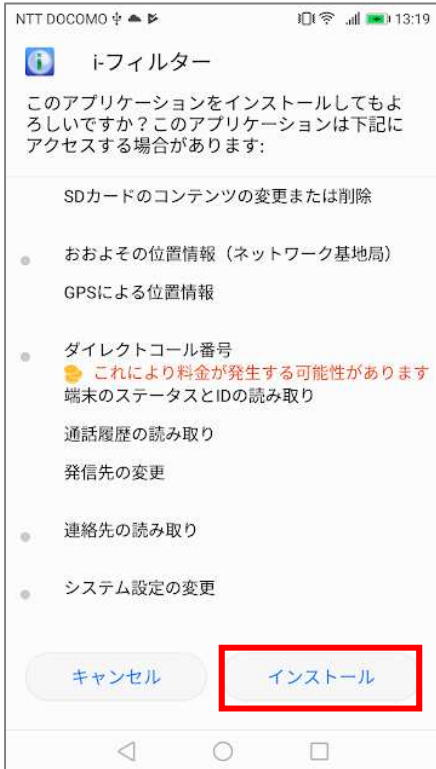 NTT DOCOMO 13:19
i-フィルター
このアプリケーションをインストールしてもよ
ろしいですか？このアプリケーションは下記に
アクセスする場合があります:
SDカードのコンテンツの変更または削除
おおよその位置情報（ネットワーク基地局）
GPSによる位置情報
ダイレクトコール番号
これにより料金が発生する可能性があります
端末のステータスとIDの読み取り
通話履歴の読み取り
発信先の変更
連絡先の読み取り
システム設定の変更
キャンセル インストール